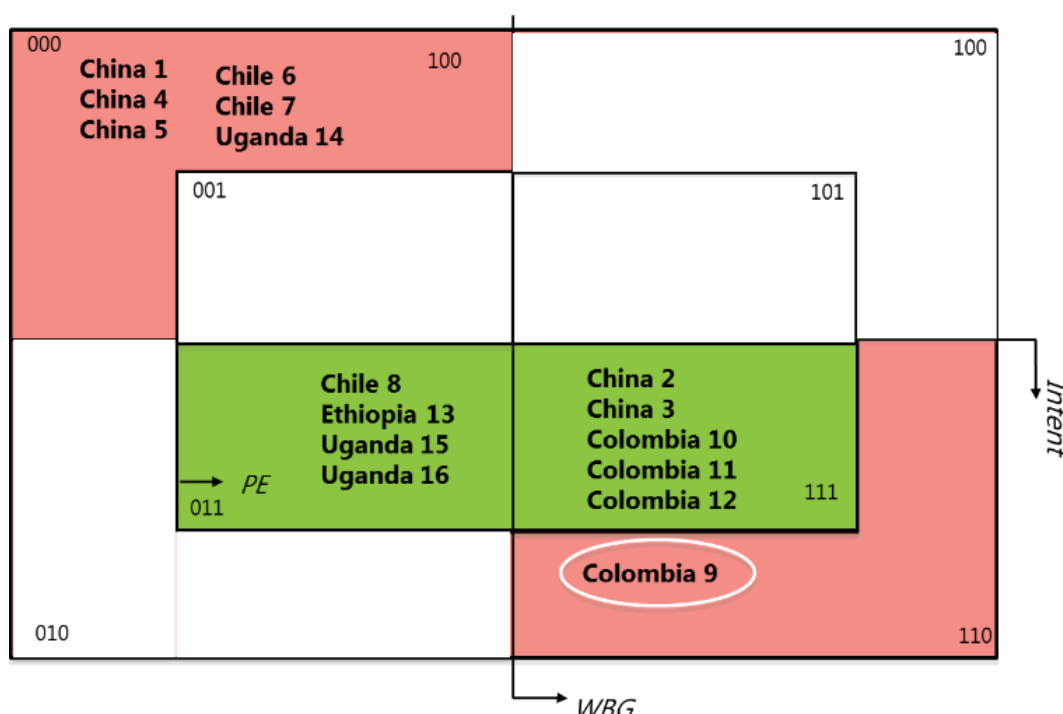 000
100
100
China 1
China 4
China 5
Chile 6
Chile 7
Uganda 14
001
101
Chile 8
Ethiopia 13
Uganda 15
Uganda 16
China 2
China 3
Colombia 10
Colombia 11
Colombia 12
Intent
PE
011
111
Colombia 9
010
110
WBG